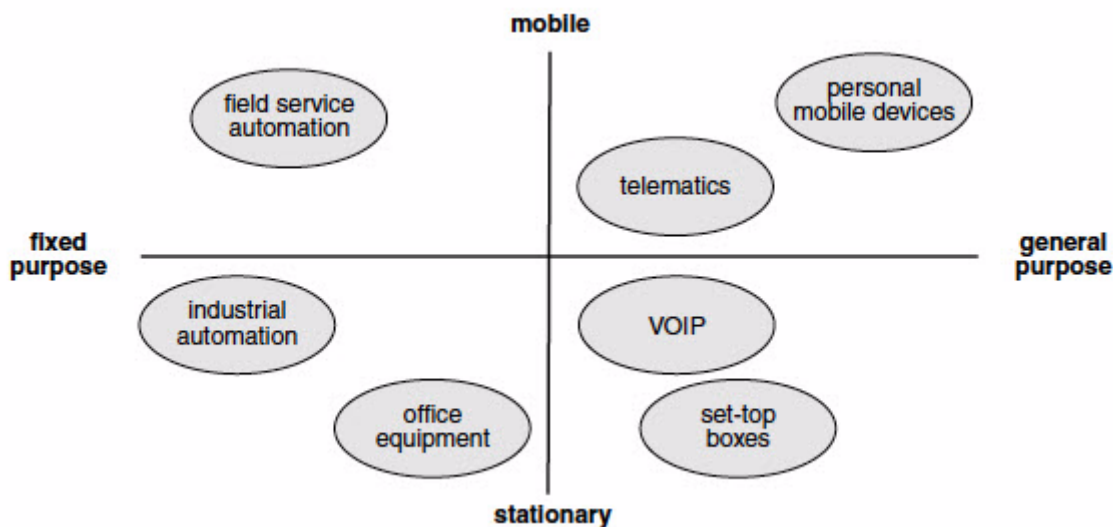 mobile
field service
automation
personal
mobile devices
telematics
fixed
purpose
general
purpose
industrial
automation
VOIP
office
equipment
set-top
boxes
stationary